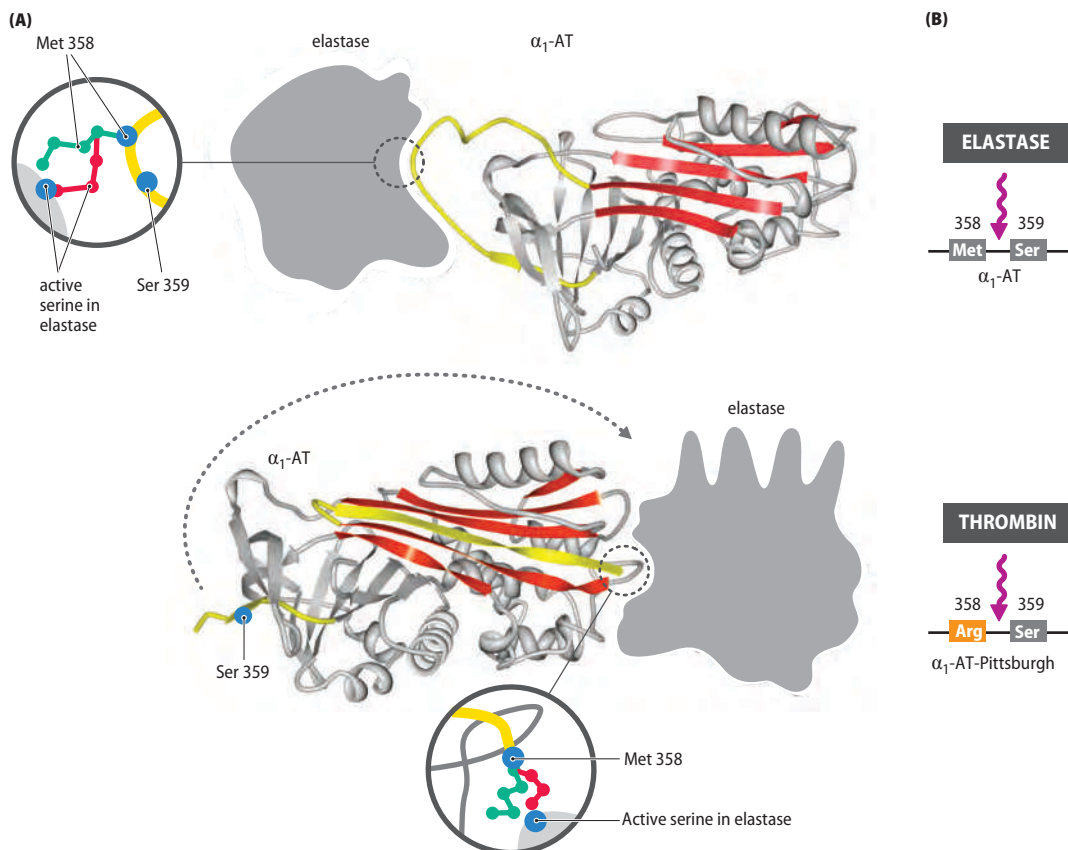 (A)
Met 358
elastase
α1-AT
active
serine in
elastase
Ser 359
α1-AT
elastase
Ser 359
Met 358
Active serine in elastase
(B)
ELASTASE
358 359
Met Ser
α1-AT
THROMBIN
358 359
Arg Ser
α1-AT-Pittsburgh